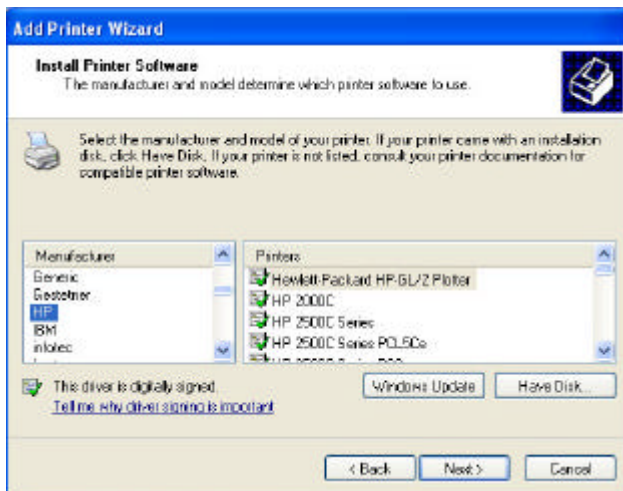 Add Printer Wizard
Install Printer Software
The manufacturer and model determine which printer software to use.
Select the manufacturer and model of your printer. If your printer came with an installation
disk, click Have Disk. If your printer is not listed, consult your printer documentation for
compatible printer software.
Manufacturer
Generic
Gestetner
HP
IBM
infotec
Printers
Hewlett-Packard HP-GL/2 Plotter
HP 2000C
HP 2500C Series
HP 2500C Series PCL5Ce
This driver is digitally signed.
Tell me why driver signing is important
Windows Update
Have Disk...
< Back
Next >
Cancel